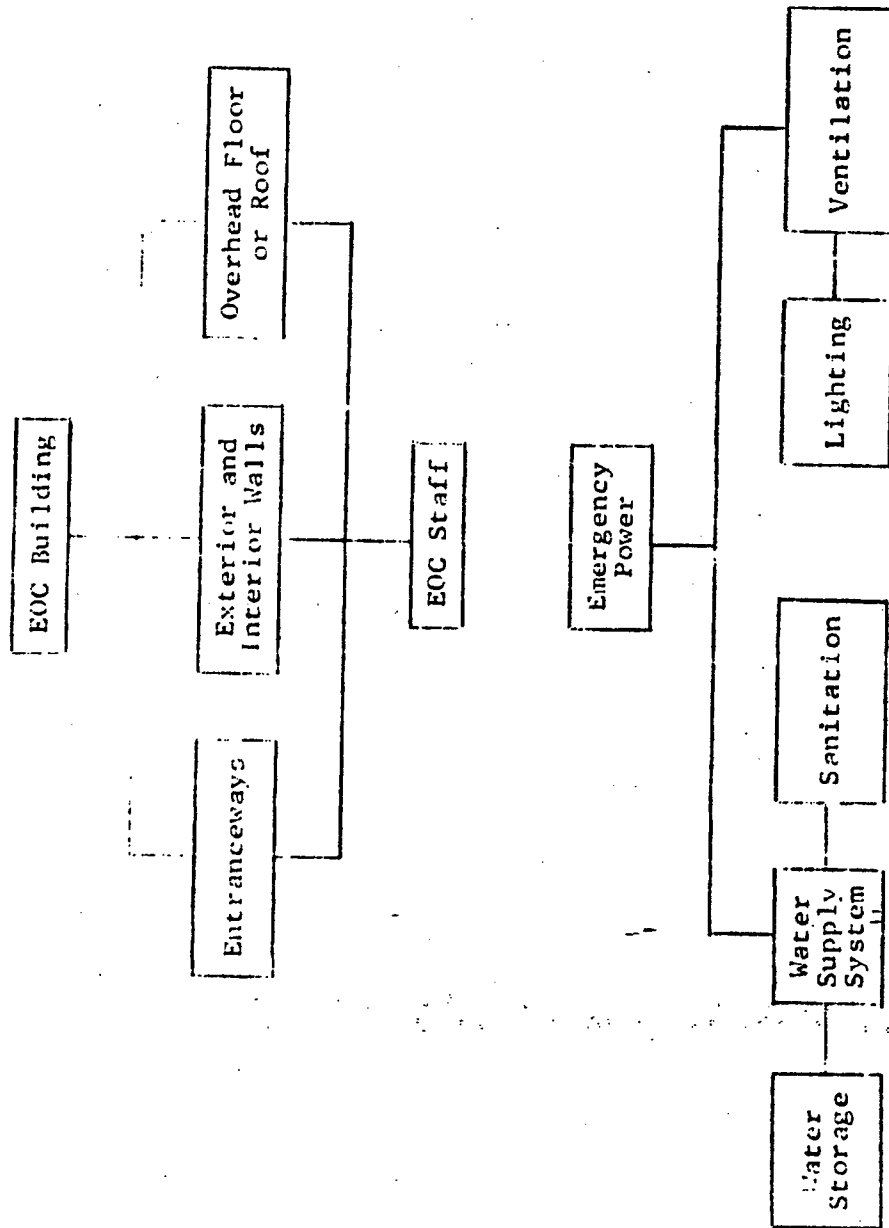 EOC Building
Entranceways
Exterior and
Interior Walls
Overhead Floor
or Roof
EOC Staff
Emergency
Power
Water
Storage
Water
Supply
System
Sanitation
Lighting
Ventilation